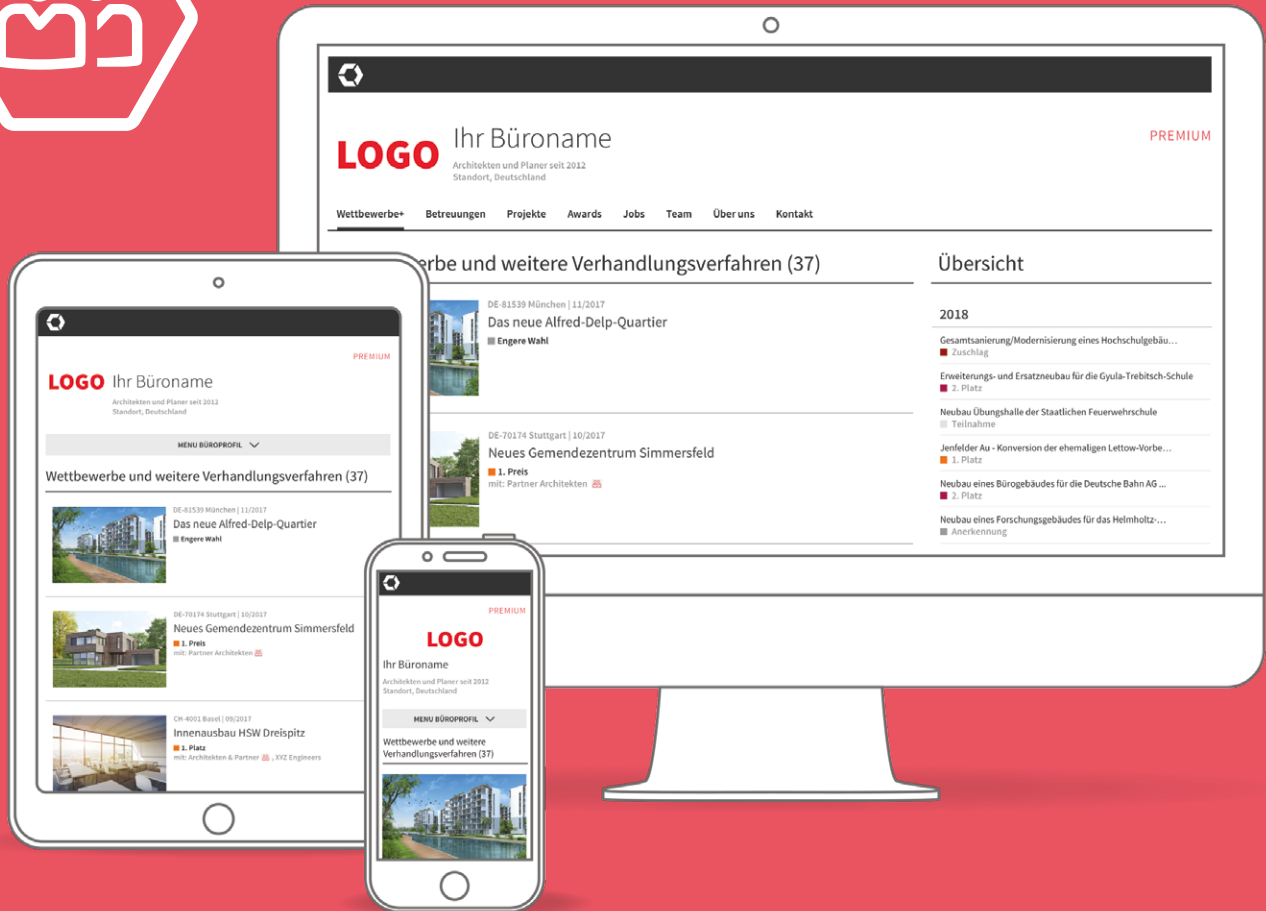 LOGO
Ihr Büroname
Architekten und Planer seit 2012
Standort, Deutschland
PREMIUM
Wettbewerbe+ Betreuungen Projekte Awards Jobs Team Über uns Kontakt
erbe und weitere Verhandlungsverfahren (37)
DE-81539 München | 11/2017
Das neue Alfred-Delp-Quartier
Engere Wahl
DE-70174 Stuttgart | 10/2017
Neues Gemendezentrum Simmersfeld
1. Preis
mit: Partner Architekten
Übersicht
2018
Gesamtsanierung/Modernisierung eines Hochschulgebäu...
Zuschlag
Erweiterungs- und Ersatzneubau für die Gyula-Trebitsch-Schule
2. Platz
Neubau Übungshalle der Staatlichen Feuerwehrschule
Teilnahme
Jenfelder Au - Konversion der ehemaligen Lettow-Vorbe...
1. Platz
Neubau eines Bürogebäudes für die Deutsche Bahn AG ...
2. Platz
Neubau eines Forschungsgebäudes für das Helmholtz-...
Anerkennung
PREMIUM
LOGO Ihr Büroname
Architekten und Planer seit 2012
Standort, Deutschland
MENU BÜROPROFIL
Wettbewerbe und weitere Verhandlungsverfahren (37)
DE-81539 München | 11/2017
Das neue Alfred-Delp-Quartier
Engere Wahl
DE-70174 Stuttgart | 10/2017
Neues Gemendezentrum Simmersfeld
1. Preis
mit: Partner Architekten
CH-4001 Basel | 09/2017
Innenausbau HSW Dreispitz
1. Platz
mit: Architekten & Partner , XYZ Engineers
PREMIUM
LOGO
Ihr Büroname
Architekten und Planer seit 2012
Standort, Deutschland
MENU BÜROPROFIL
Wettbewerbe und weitere
Verhandlungsverfahren (37)